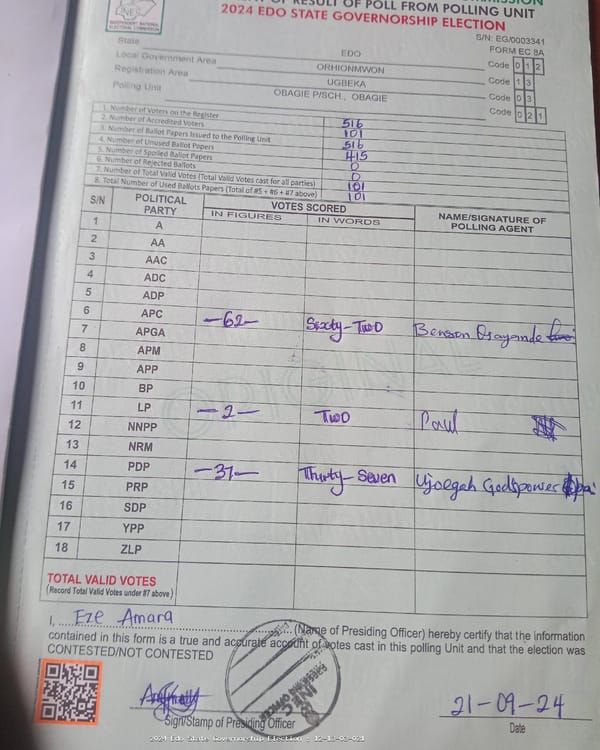 INDEPENDENT NATIONAL
ELECTORAL COMMISSION
OF RESULT OF POLL FROM POLLING UNIT
2024 EDO STATE GOVERNORSHIP ELECTION
S/N: EG/0003341
FORM EC 8A
State EDO Code 0 1 2
Local Government Area ORHIONMWON Code 1 3
Registration Area UGBEKA Code 0 3
Polling Unit OBAGIE P/SCH., OBAGIE Code 0 2 1
1. Number of Voters on the Register 516
2. Number of Accredited Voters 101
3. Number of Ballot Papers Issued to the Polling Unit 516
4. Number of Unused Ballot Papers 415
5. Number of Spoiled Ballot Papers 0
6. Number of Rejected Ballots 0
7. Number of Total Valid Votes (Total Valid Votes cast for all parties) 101
8. Total Number of Used Ballots Papers (Total of #5 + #6 + #7 above) 101
S/N POLITICAL PARTY VOTES SCORED NAME/SIGNATURE OF POLLING AGENT
IN FIGURES IN WORDS
1 A
2 AA
3 AAC
4 ADC
5 ADP
6 APC -62- Sixty-Two Benson Osayande
7 APGA
8 APM
9 APP
10 BP
11 LP -2- TWO Paul
12 NNPP
13 NRM
14 PDP -37- Thirty-Seven Godspower
15 PRP
16 SDP
17 YPP
18 ZLP
ORIGINAL
TOTAL VALID VOTES
(Record Total Valid Votes under #7 above)
I, Eze Amara (Name of Presiding Officer) hereby certify that the information
contained in this form is a true and accurate account of votes cast in this polling Unit and that the election was
CONTESTED/NOT CONTESTED
21-09-24
Sign/Stamp of Presiding Officer
Date
2024 Edo State Governorship Election - 12-13-03-021